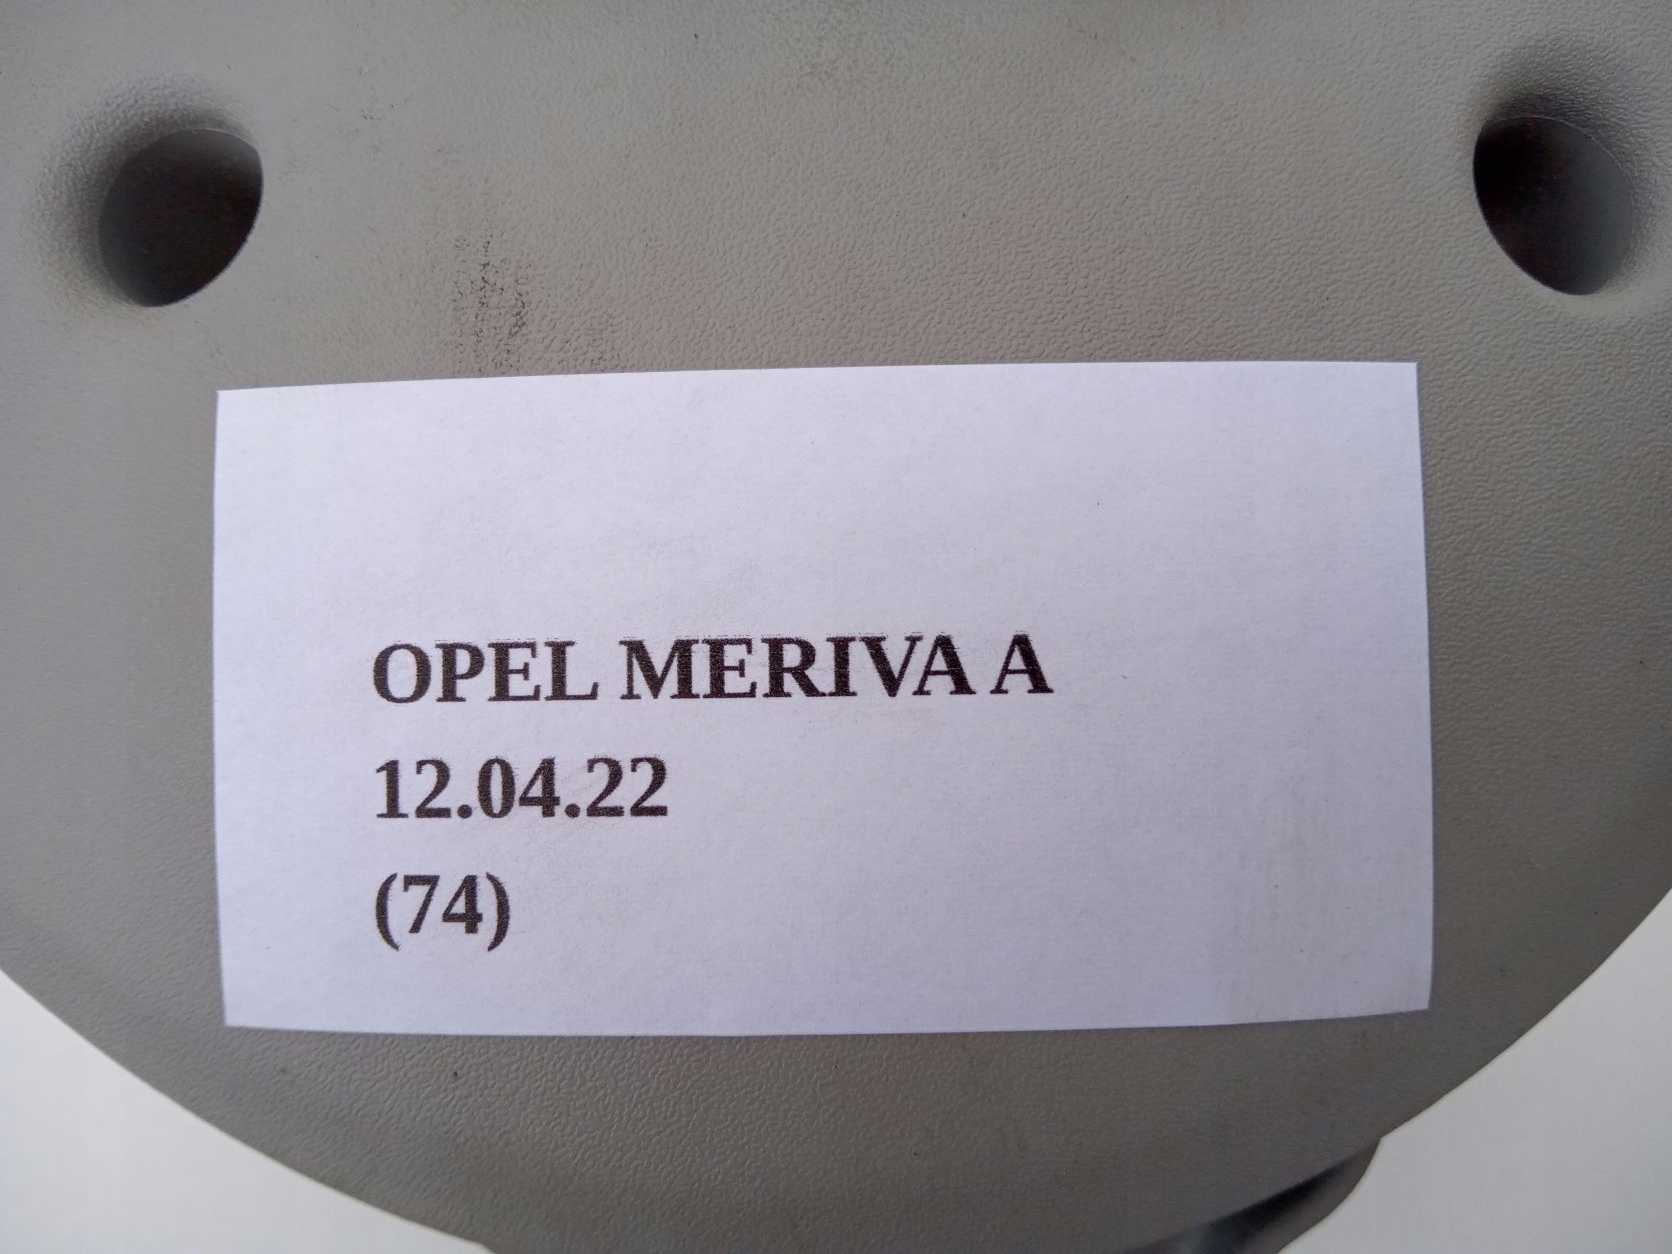 OPEL MERIVA A
12.04.22
(74)